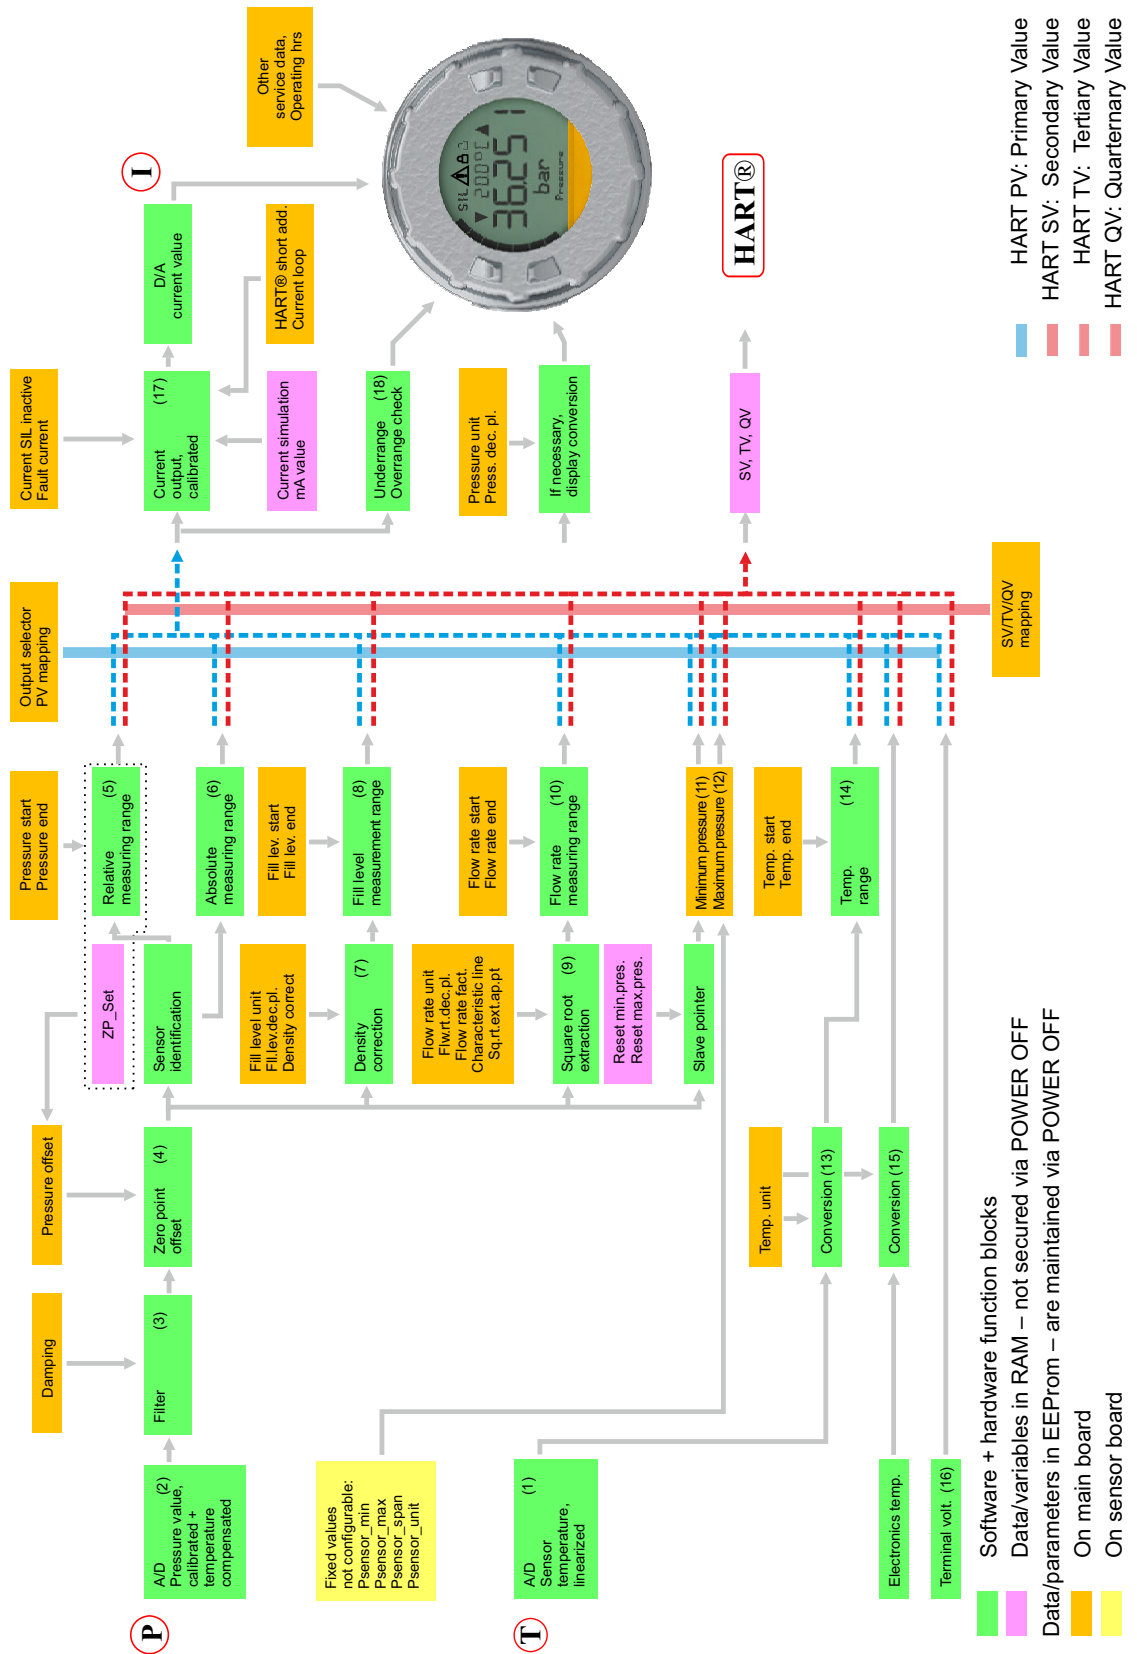 P
A/D (2)
Pressure value,
calibrated +
temperature
compensated
Damping
Filter (3)
Pressure offset
Zero point (4)
offset
ZP_Set
Sensor
identification
Pressure start
Pressure end
Relative (5)
measuring range
Absolute (6)
measuring range
Output selector
PV mapping
Current SIL inactive
Fault current
Current (17)
output,
calibrated
D/A
current value
I
Current simulation
mA value
HART® short add.
Current loop
Other
service data,
Operating hrs
Underrange (18)
Overrange check
SIL
200°C
36.251
bar
Pressure
Fixed values
not configurable:
Psensor_min
Psensor_max
Psensor_span
Psensor_unit
Fill level unit
Fll.lev.dec.pl.
Density correct
Density (7)
correction
Fill lev. start
Fill lev. end
Fill level (8)
measurement range
Flow rate unit
Flw.rt.dec.pl.
Flow rate fact.
Characteristic line
Sq.rt.ext.ap.pt
Square root (9)
extraction
Flow rate start
Flow rate end
Flow rate (10)
measuring range
Pressure unit
Press. dec. pl.
If necessary,
display conversion
T
A/D (1)
Sensor
temperature,
linearized
Reset min.pres.
Reset max.pres.
Slave pointer
Minimum pressure (11)
Maximum pressure (12)
SV, TV, QV
HART®
Temp. unit
Conversion (13)
Temp. start
Temp. end
Temp. (14)
range
Electronics temp.
Conversion (15)
Terminal volt. (16)
SV/TV/QV
mapping
Software + hardware function blocks
Data/variables in RAM – not secured via POWER OFF
Data/parameters in EEProm – are maintained via POWER OFF
On main board
On sensor board
HART PV: Primary Value
HART SV: Secondary Value
HART TV: Tertiary Value
HART QV: Quarternary Value